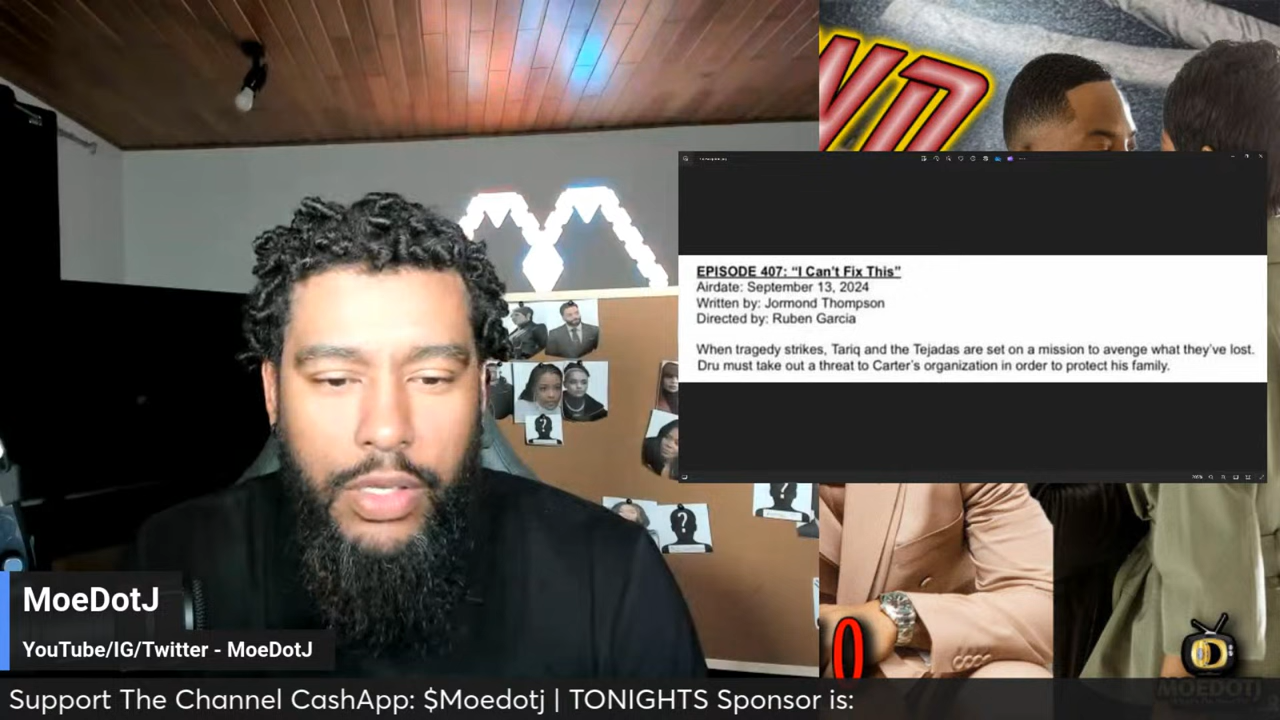 EPISODE 407: “I Can’t Fix This”
Airdate: September 13, 2024
Written by: Jormond Thompson
Directed by: Ruben Garcia
When tragedy strikes, Tariq and the Tejadas are set on a mission to avenge what they’ve lost.
Dru must take out a threat to Carter’s organization in order to protect his family.
MoeDotJ
YouTube/IG/Twitter - MoeDotJ
0
MOEDOTJ
Support The Channel CashApp: $Moedotj | TONIGHTS Sponsor is: